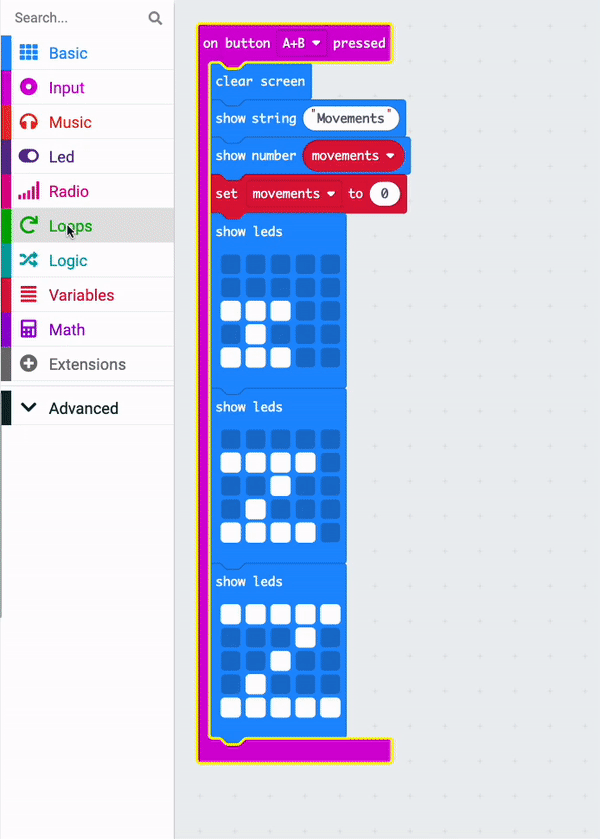 Search...
Basic
Input
Music
Led
Radio
Loops
Logic
Variables
Math
Extensions
Advanced
on button A+B pressed
clear screen
show string "Movements"
show number movements
set movements to 0
show leds
show leds
show leds